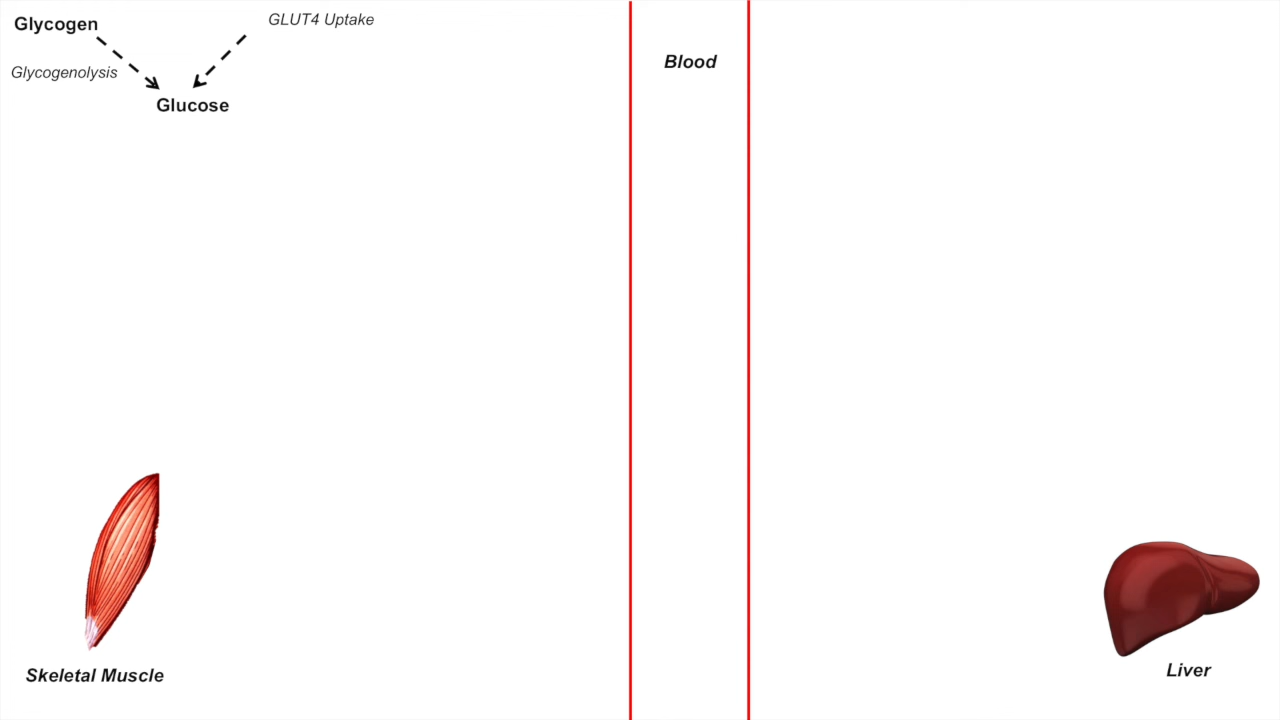 Glycogen
GLUT4 Uptake
Glycogenolysis
Glucose
Blood
Skeletal Muscle
Liver